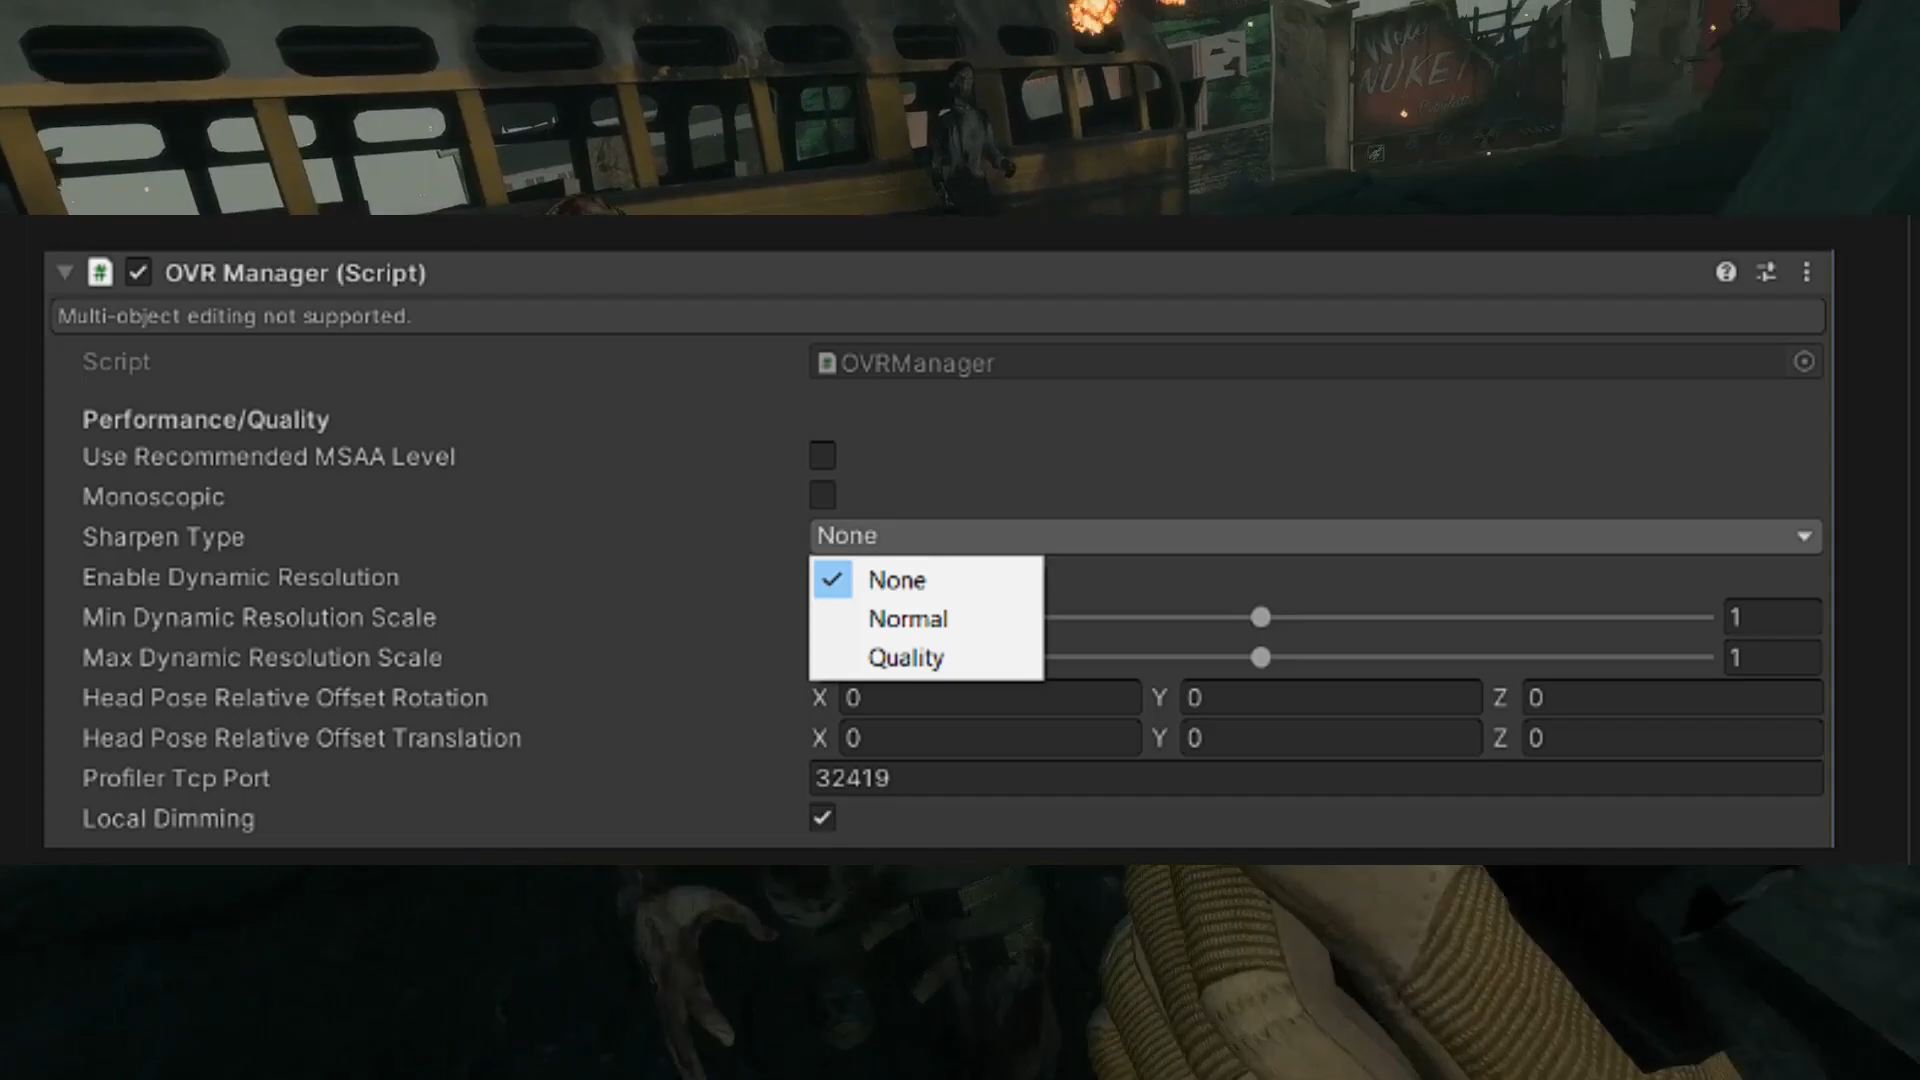 NUKE
OVR Manager (Script)
Multi-object editing not supported.
Script OVRManager
Performance/Quality
Use Recommended MSAA Level
Monoscopic
Sharpen Type None
Enable Dynamic Resolution None
Min Dynamic Resolution Scale Normal 1
Max Dynamic Resolution Scale Quality 1
Head Pose Relative Offset Rotation X 0 Y 0 Z 0
Head Pose Relative Offset Translation X 0 Y 0 Z 0
Profiler Tcp Port 32419
Local Dimming